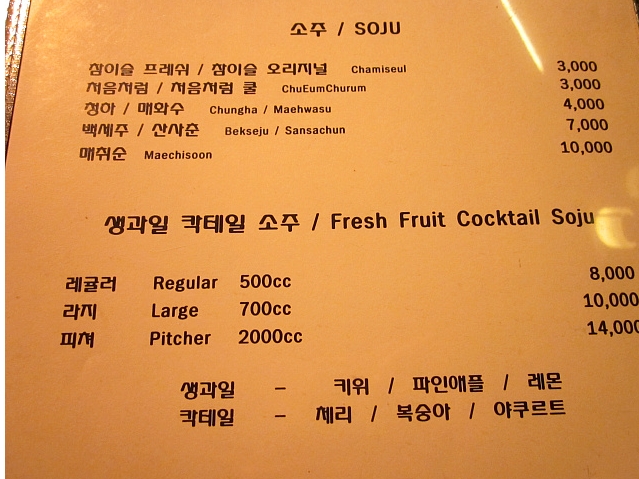 소주 / SOJU
참이슬 프레쉬 / 참이슬 오리지널 Chamiseul 3,000
처음처럼 / 처음처럼 쿨 ChuEumChurum 3,000
청하 / 매와수 Chungha / Maehwasu 4,000
백세주 / 산사춘 Bekseju / Sansachun 7,000
매취순 Maechisoon 10,000
생과일 칵테일 소주 / Fresh Fruit Cocktail Soju
레귤러 Regular 500cc 8,000
라지 Large 700cc 10,000
피쳐 Pitcher 2000cc 14,000
생과일 - 키위 / 파인애플 / 레몬
칵테일 - 체리 / 복숭아 / 야쿠르트